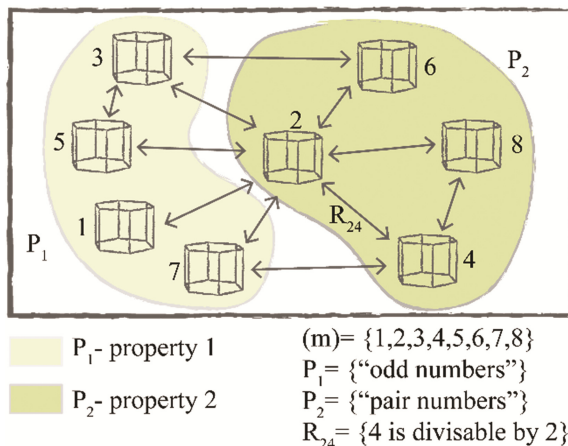 3
6
P2
5
2
8
1
R24
P1
7
4
P1- property 1
P2- property 2
(m)= {1,2,3,4,5,6,7,8}
P1= {"odd numbers"}
P2= {"pair numbers"}
R24= {4 is divisable by 2}